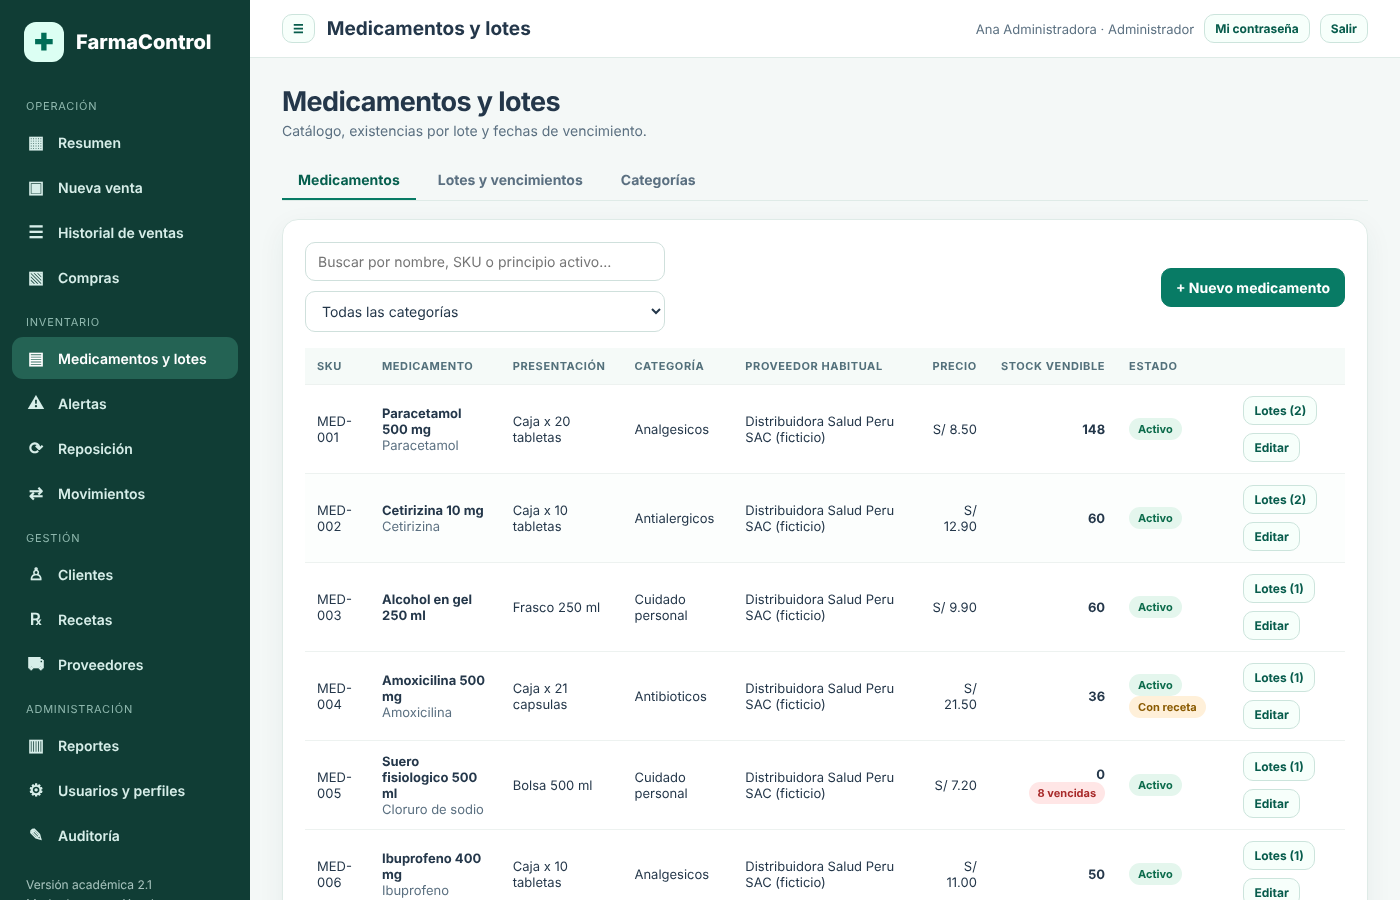 FarmaControl
OPERACIÓN
Resumen
Nueva venta
Historial de ventas
Compras
INVENTARIO
Medicamentos y lotes
Alertas
Reposición
Movimientos
GESTIÓN
Clientes
Recetas
Proveedores
ADMINISTRACIÓN
Reportes
Usuarios y perfiles
Auditoría
Versión académica 2.1
Medicamentos y lotes
Ana Administradora · Administrador
Mi contraseña
Salir
Medicamentos y lotes
Catálogo, existencias por lote y fechas de vencimiento.
Medicamentos
Lotes y vencimientos
Categorías
Buscar por nombre, SKU o principio activo...
Todas las categorías
+ Nuevo medicamento
SKU MEDICAMENTO PRESENTACIÓN CATEGORÍA PROVEEDOR HABITUAL PRECIO STOCK VENDIBLE ESTADO
MED-
001
Paracetamol
500 mg
Paracetamol
Caja x 20
tabletas
Analgesicos
Distribuidora Salud Peru
SAC (ficticio)
S/ 8.50
148
Activo
Lotes (2)
Editar
MED-
002
Cetirizina 10 mg
Cetirizina
Caja x 10
tabletas
Antialergicos
Distribuidora Salud Peru
SAC (ficticio)
S/
12.90
60
Activo
Lotes (2)
Editar
MED-
003
Alcohol en gel
250 ml
Frasco 250 ml
Cuidado
personal
Distribuidora Salud Peru
SAC (ficticio)
S/ 9.90
60
Activo
Lotes (1)
Editar
MED-
004
Amoxicilina 500
mg
Amoxicilina
Caja x 21
capsulas
Antibioticos
Distribuidora Salud Peru
SAC (ficticio)
S/
21.50
36
Activo
Con receta
Lotes (1)
Editar
MED-
005
Suero
fisiologico 500
ml
Cloruro de sodio
Bolsa 500 ml
Cuidado
personal
Distribuidora Salud Peru
SAC (ficticio)
S/ 7.20
0
8 vencidas
Activo
Lotes (1)
Editar
MED-
006
Ibuprofeno 400
mg
Ibuprofeno
Caja x 10
tabletas
Analgesicos
Distribuidora Salud Peru
SAC (ficticio)
S/
11.00
50
Activo
Lotes (1)
Editar